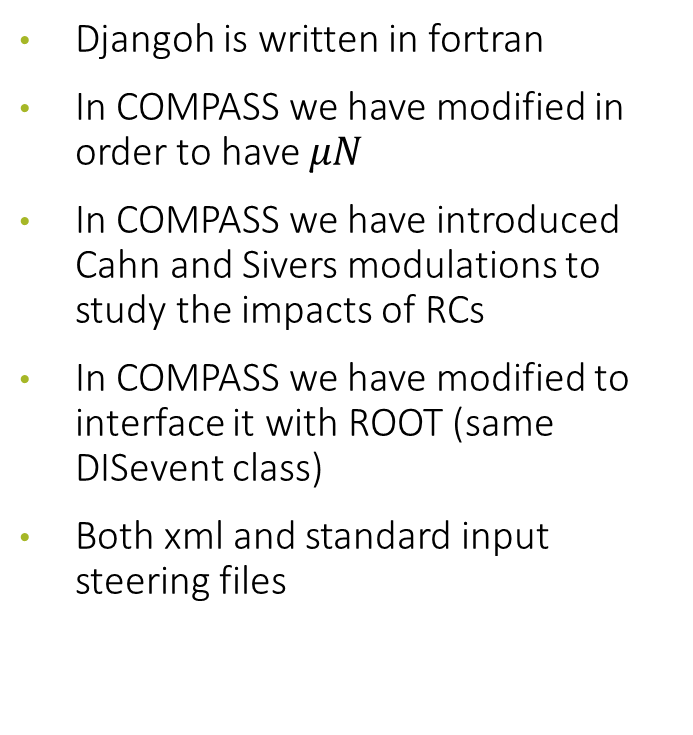 • Djangoh is written in fortran
• In COMPASS we have modified in
order to have μN
• In COMPASS we have introduced
Cahn and Sivers modulations to
study the impacts of RCs
• In COMPASS we have modified to
interface it with ROOT (same
DISevent class)
• Both xml and standard input
steering files